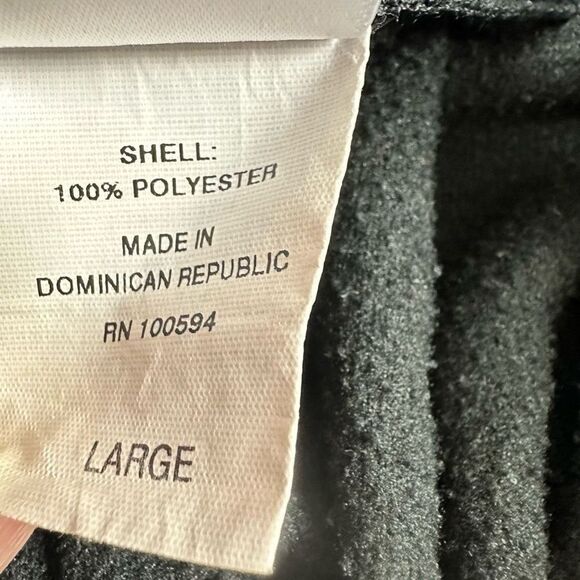 SHELL:
100% POLYESTER
MADE IN
DOMINICAN REPUBLIC
RN 100594
LARGE